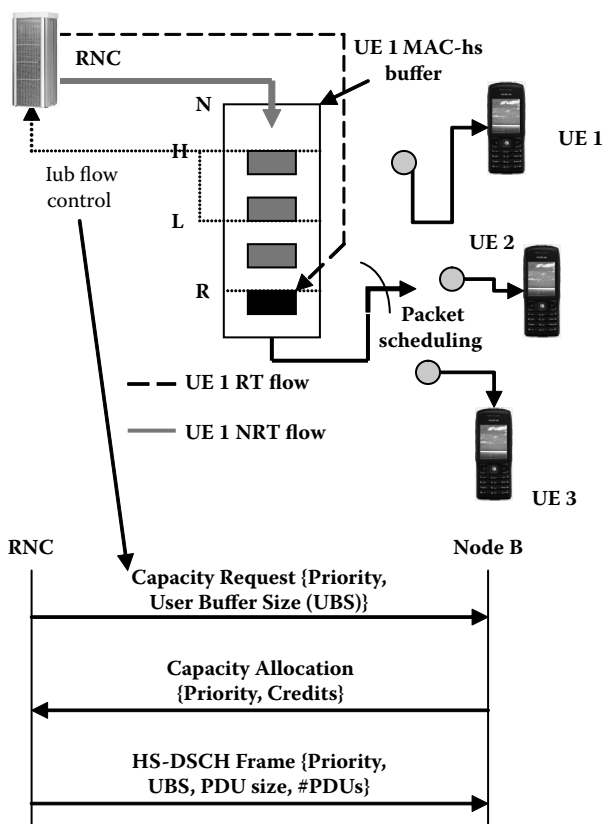 RNC
UE 1 MAC-hs
buffer
N
H
L
R
UE 1
UE 2
UE 3
Iub flow
control
Packet
scheduling
UE 1 RT flow
UE 1 NRT flow
RNC
Node B
Capacity Request {Priority,
User Buffer Size (UBS)}
Capacity Allocation
{Priority, Credits}
HS-DSCH Frame {Priority,
UBS, PDU size, #PDUs}